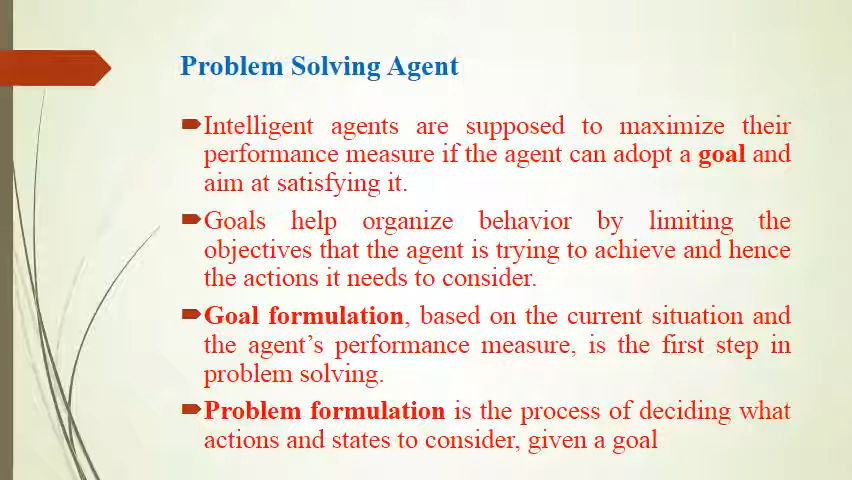 Problem Solving Agent
Intelligent agents are supposed to maximize their
performance measure if the agent can adopt a goal and
aim at satisfying it.
Goals help organize behavior by limiting the
objectives that the agent is trying to achieve and hence
the actions it needs to consider.
Goal formulation, based on the current situation and
the agent’s performance measure, is the first step in
problem solving.
Problem formulation is the process of deciding what
actions and states to consider, given a goal